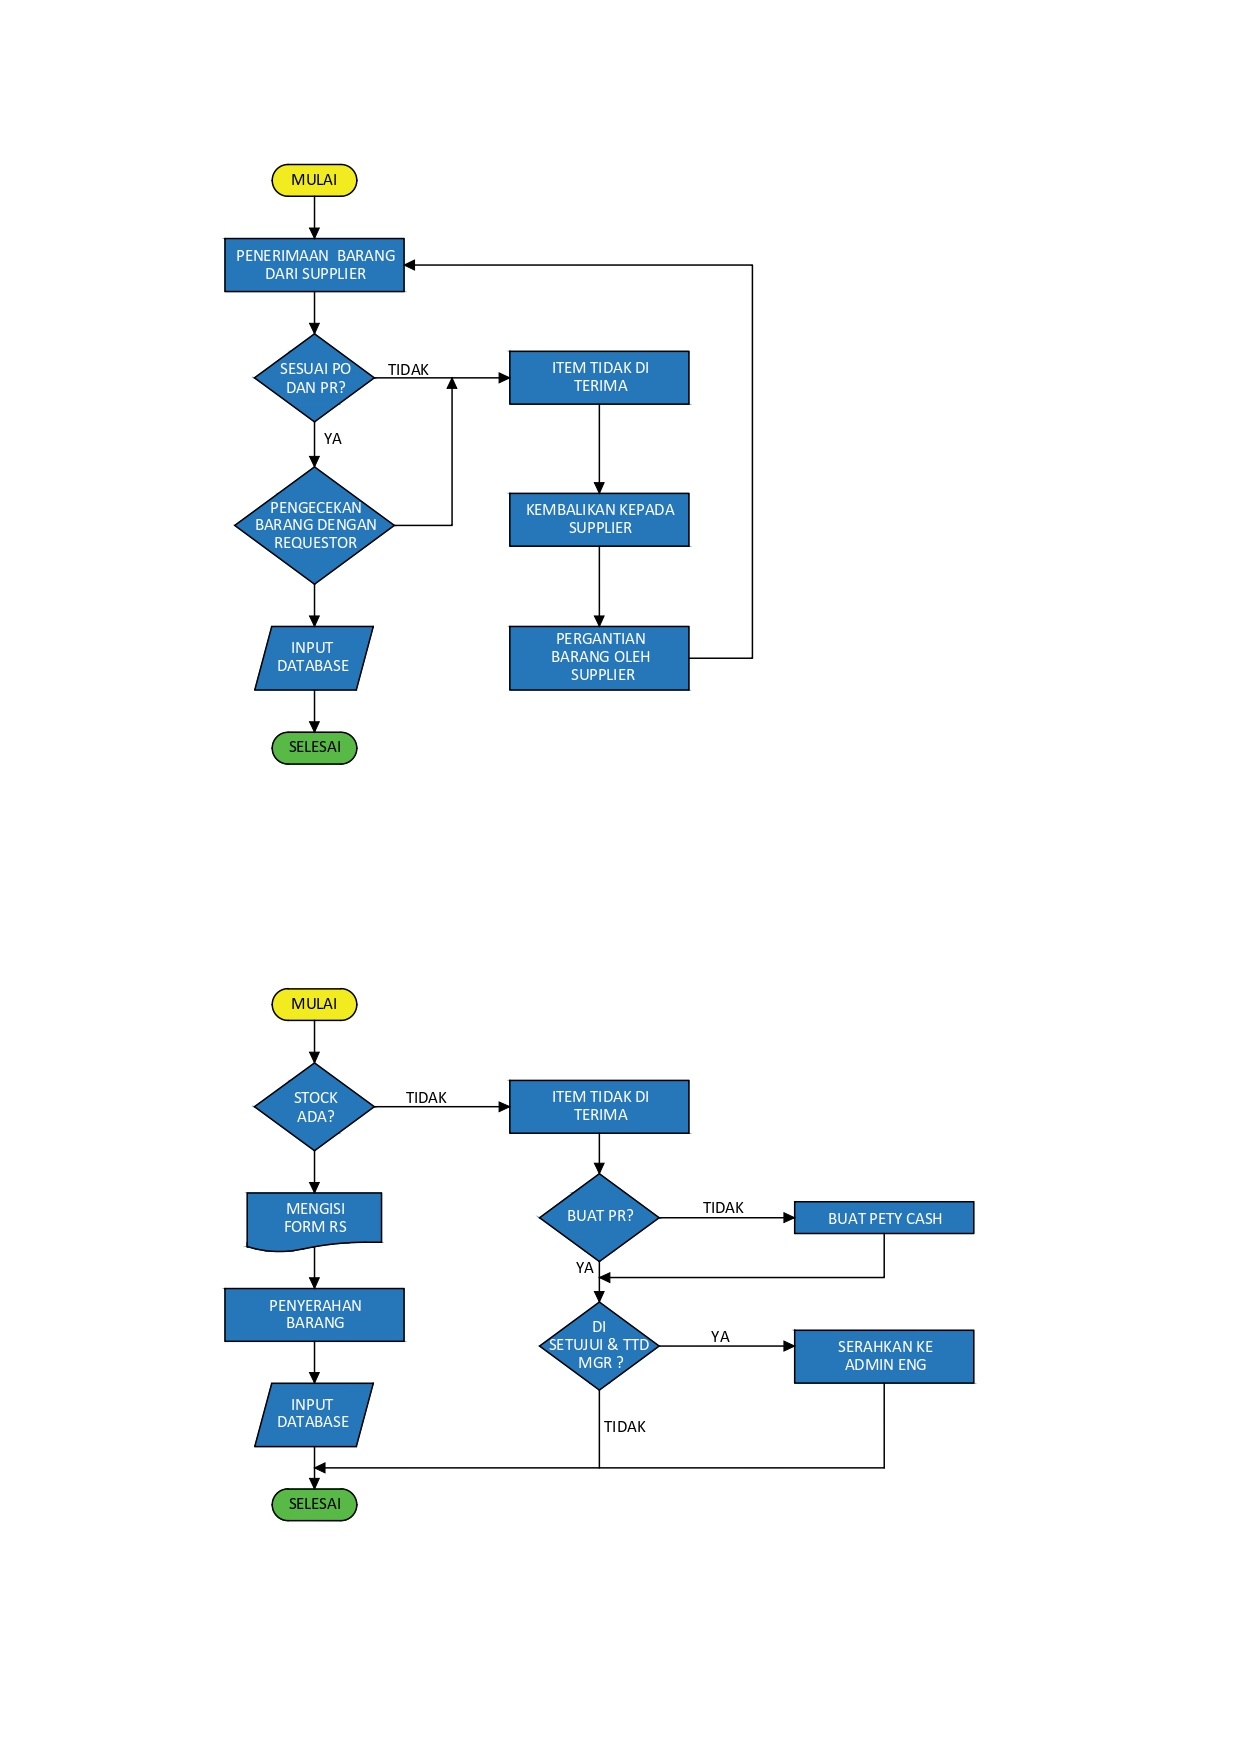 MULAI
PENERIMAAN BARANG
DARI SUPPLIER
SESUAI PO
DAN PR?
TIDAK
ITEM TIDAK DI
TERIMA
YA
PENGECEKAN
BARANG DENGAN
REQUESTOR
KEMBALIKAN KEPADA
SUPPLIER
INPUT
DATABASE
PERGANTIAN
BARANG OLEH
SUPPLIER
SELESAI
MULAI
STOCK
ADA?
TIDAK
ITEM TIDAK DI
TERIMA
MENGISI
FORM RS
BUAT PR?
TIDAK
BUAT PETY CASH
YA
PENYERAHAN
BARANG
DI
SETUJUI & TTD
MGR ?
YA
SERAHKAN KE
ADMIN ENG
INPUT
DATABASE
TIDAK
SELESAI